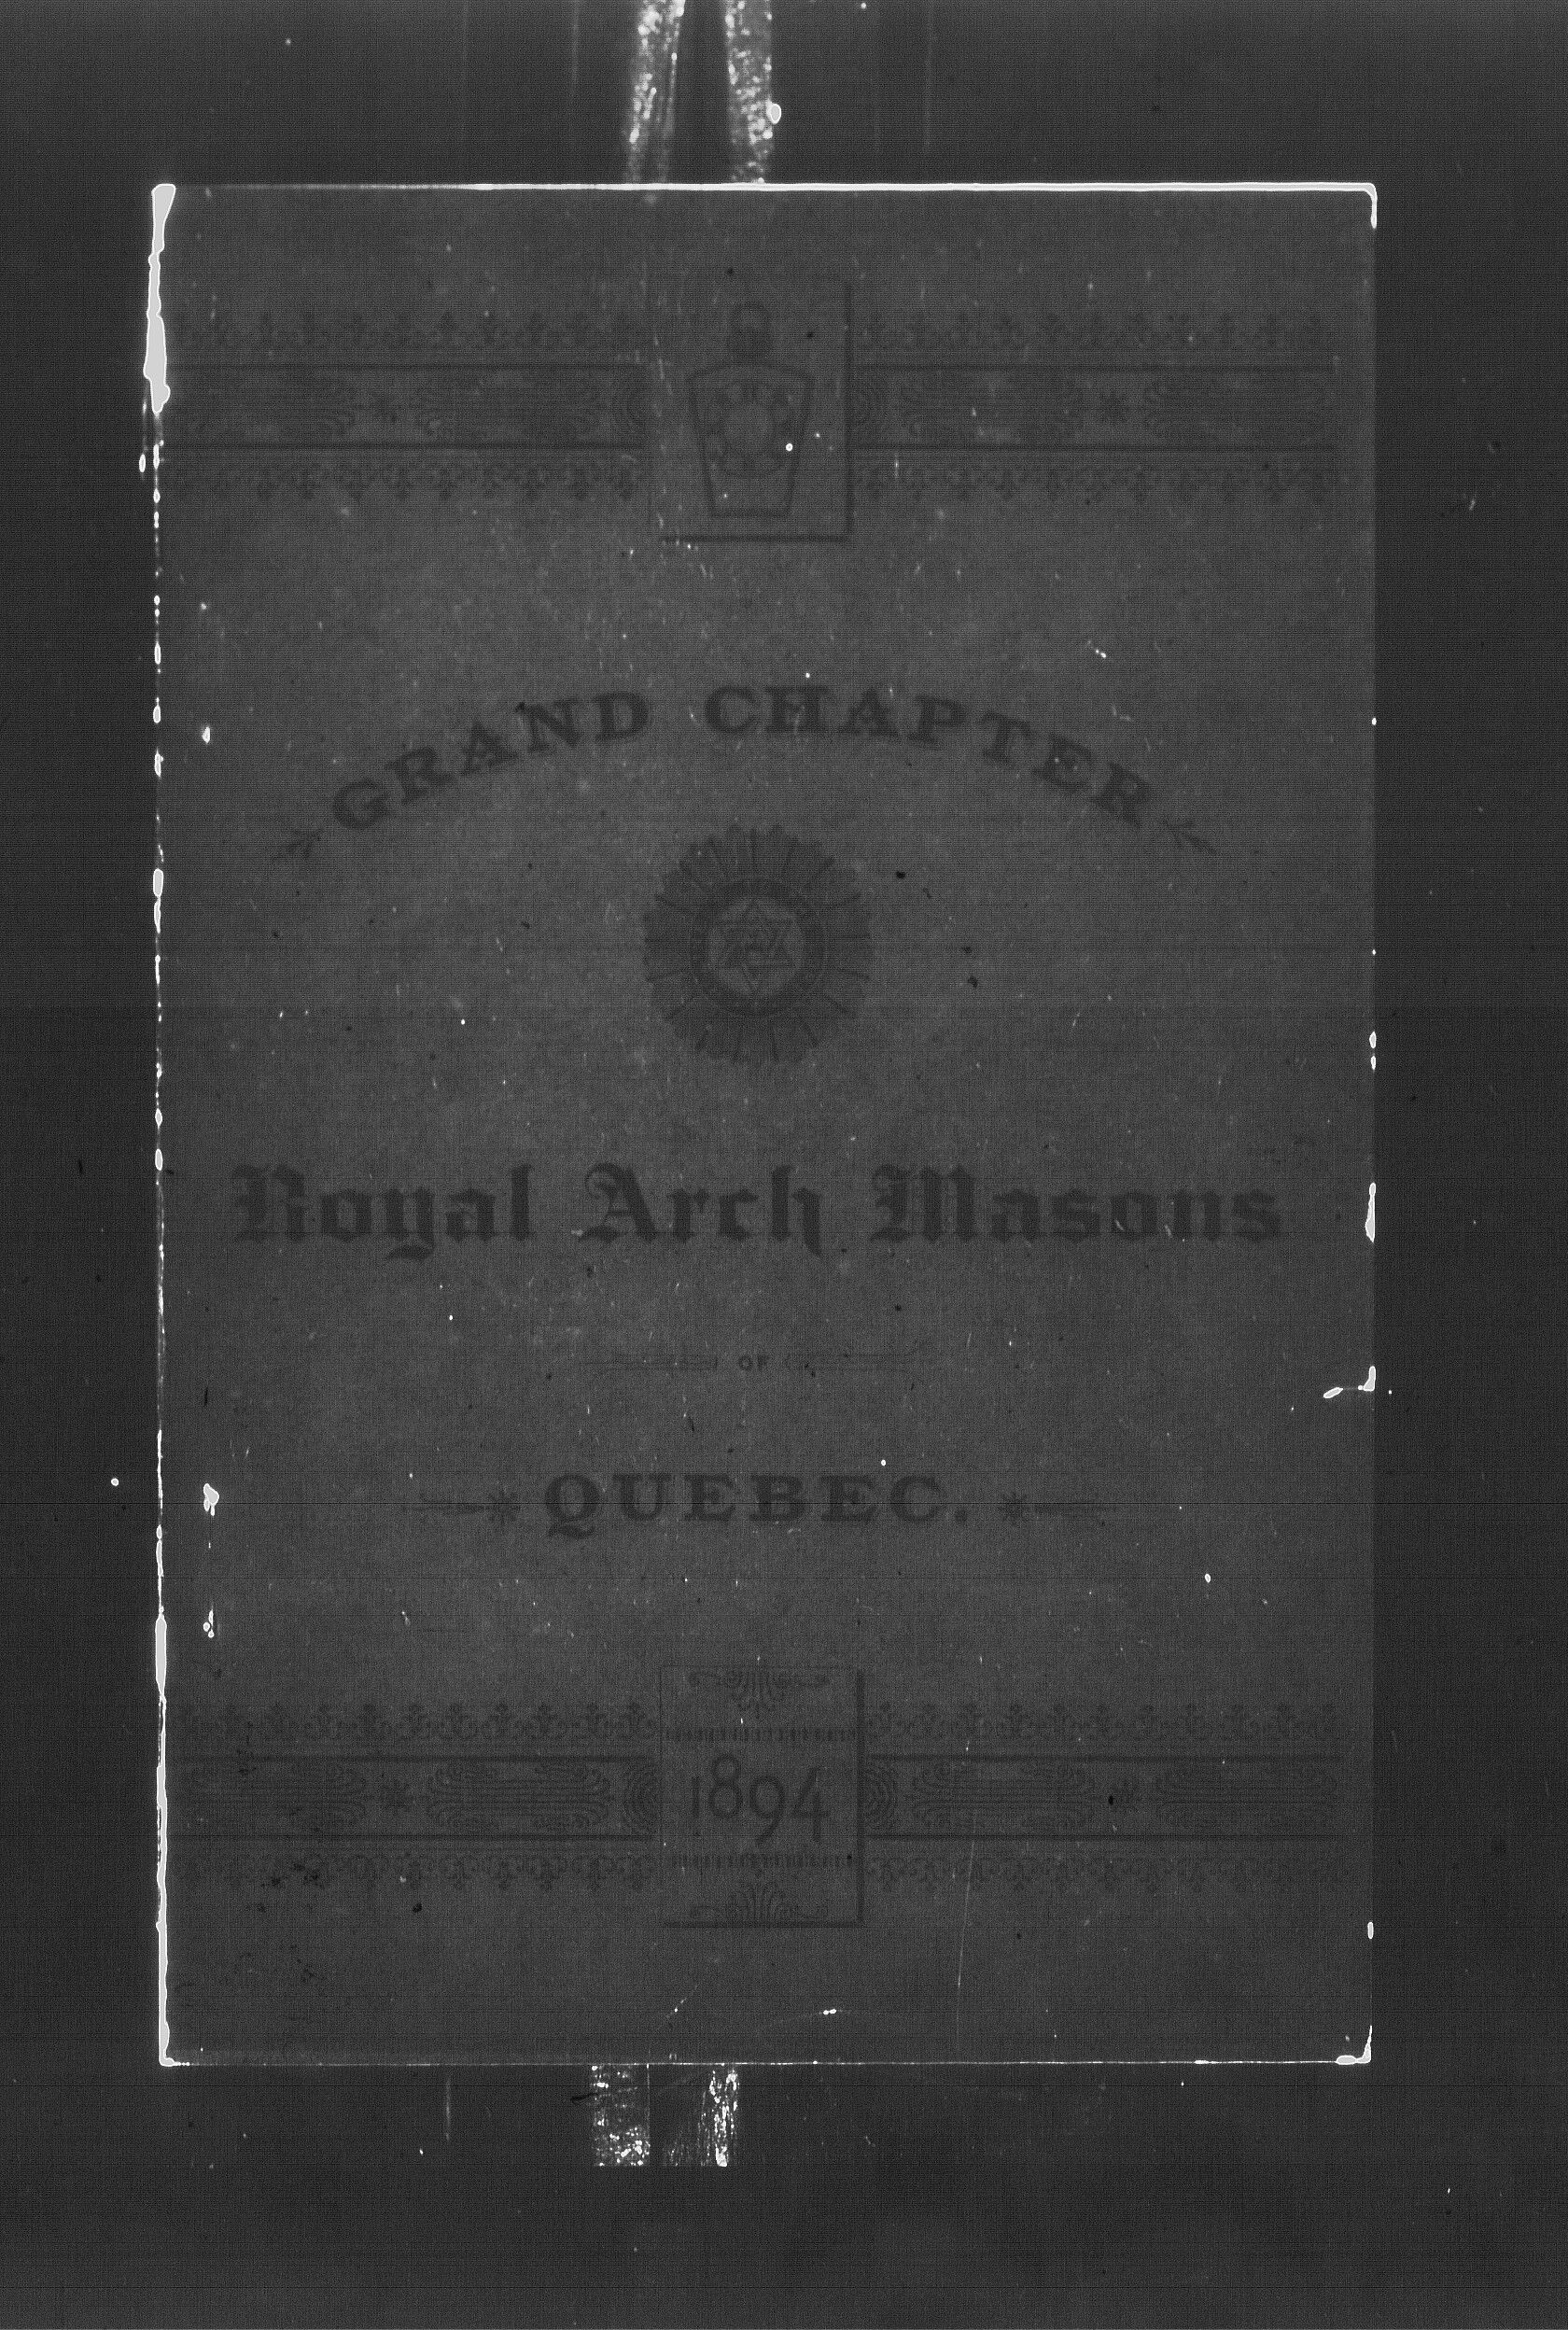 GRAND CHAPTER
Royal Arch Masons
OF
QUEBEC.
1894